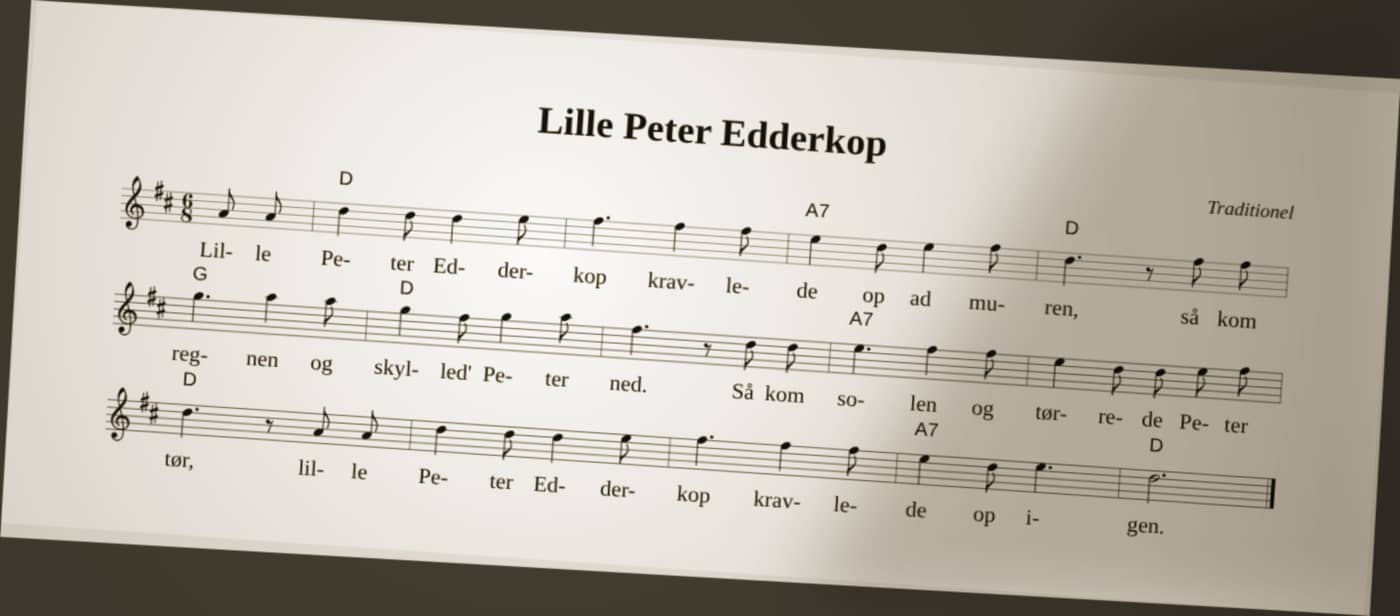 Lille Peter Edderkop
Traditionel
D A7 D
6
8
Lil- le Pe- ter Ed- der- kop krav- le- de op ad mu- ren, så kom
G D A7
reg- nen og skyl- led' Pe- ter ned. Så kom so- len og tør- re- de Pe- ter
D A7 D
tør, lil- le Pe- ter Ed- der- kop krav- le- de op i- gen.